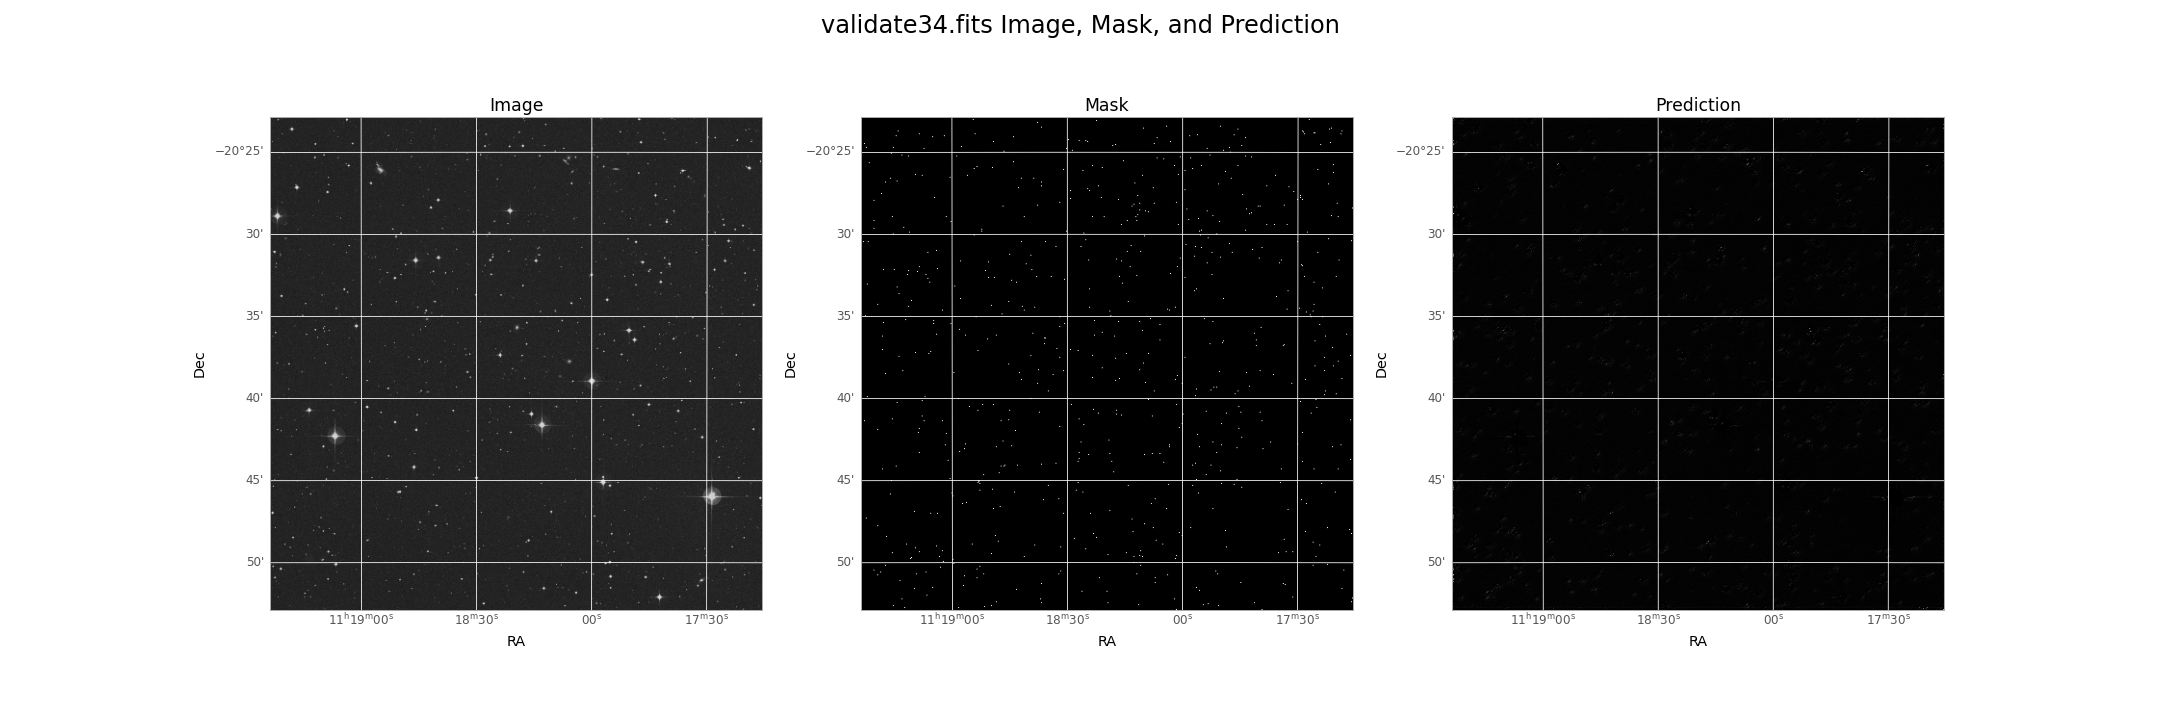 validate34.fits Image, Mask, and Prediction
Image
−20°25'
30'
35'
40'
45'
50'
Dec
11ʰ19ᵐ00ˢ
18ᵐ30ˢ
00ˢ
17ᵐ30ˢ
RA
Mask
−20°25'
30'
35'
40'
45'
50'
Dec
11ʰ19ᵐ00ˢ
18ᵐ30ˢ
00ˢ
17ᵐ30ˢ
RA
Prediction
−20°25'
30'
35'
40'
45'
50'
Dec
11ʰ19ᵐ00ˢ
18ᵐ30ˢ
00ˢ
17ᵐ30ˢ
RA